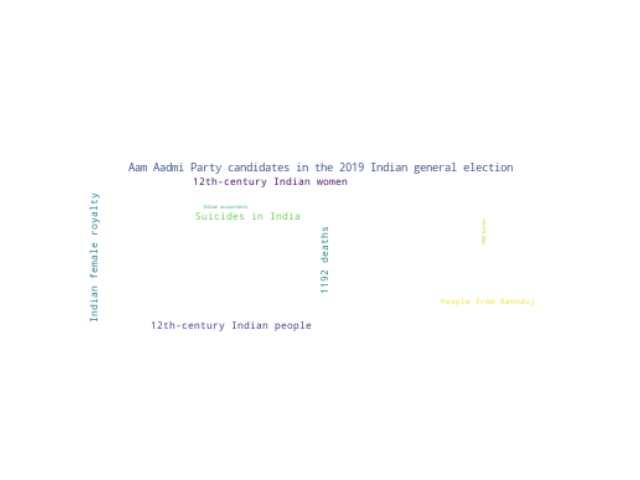 Aam Aadmi Party candidates in the 2019 Indian general election
12th-century Indian women
Indian female royalty
Indian accountants
Suicides in India
1192 deaths
People from Kannauj
12th-century Indian people